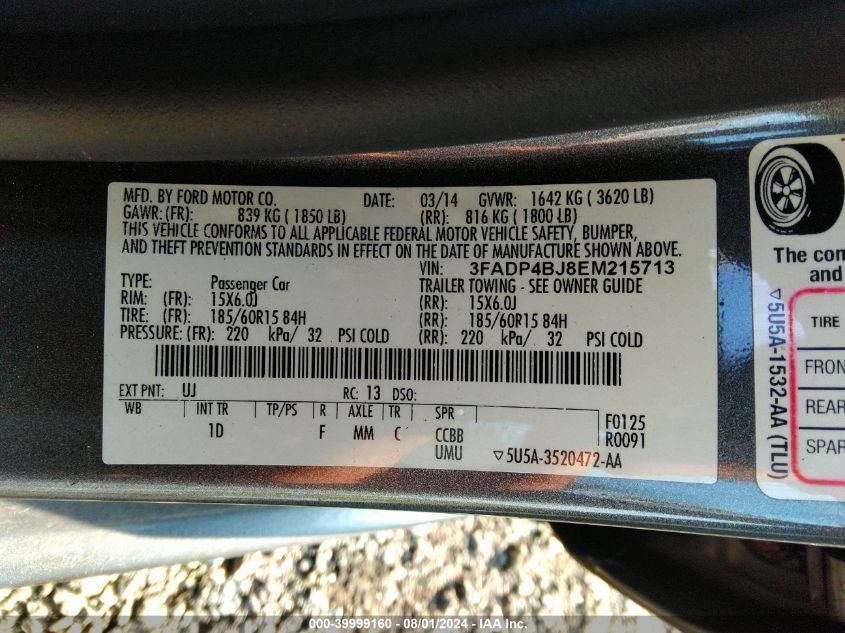 MFD. BY FORD MOTOR CO. DATE: 03/14 GVWR: 1642 KG ( 3620 LB)
GAWR: (FR): 839 KG ( 1850 LB) (RR): 816 KG ( 1800 LB)
THIS VEHICLE CONFORMS TO ALL APPLICABLE FEDERAL MOTOR VEHICLE SAFETY, BUMPER,
AND THEFT PREVENTION STANDARDS IN EFFECT ON THE DATE OF MANUFACTURE SHOWN ABOVE.
VIN: 3FADP4BJ8EM215713
TYPE: Passenger Car TRAILER TOWING - SEE OWNER GUIDE
RIM: (FR): 15X6.0J (RR): 15X6.0J
TIRE: (FR): 185/60R15 84H (RR): 185/60R15 84H
PRESSURE: (FR): 220 kPa/ 32 PSI COLD (RR): 220 kPa/ 32 PSI COLD
EXT PNT: UJ RC: 13 DSO:
WB INT TR TP/PS R AXLE TR SPR F0125
1D F MM C CCBB R0091
UMU ▽5U5A-3520472-AA
The com
and
▽5U5A-1532-AA (TLU)
TIRE
FRON
REAR
SPAR
000-39999160 - 08/01/2024 - IAA Inc.